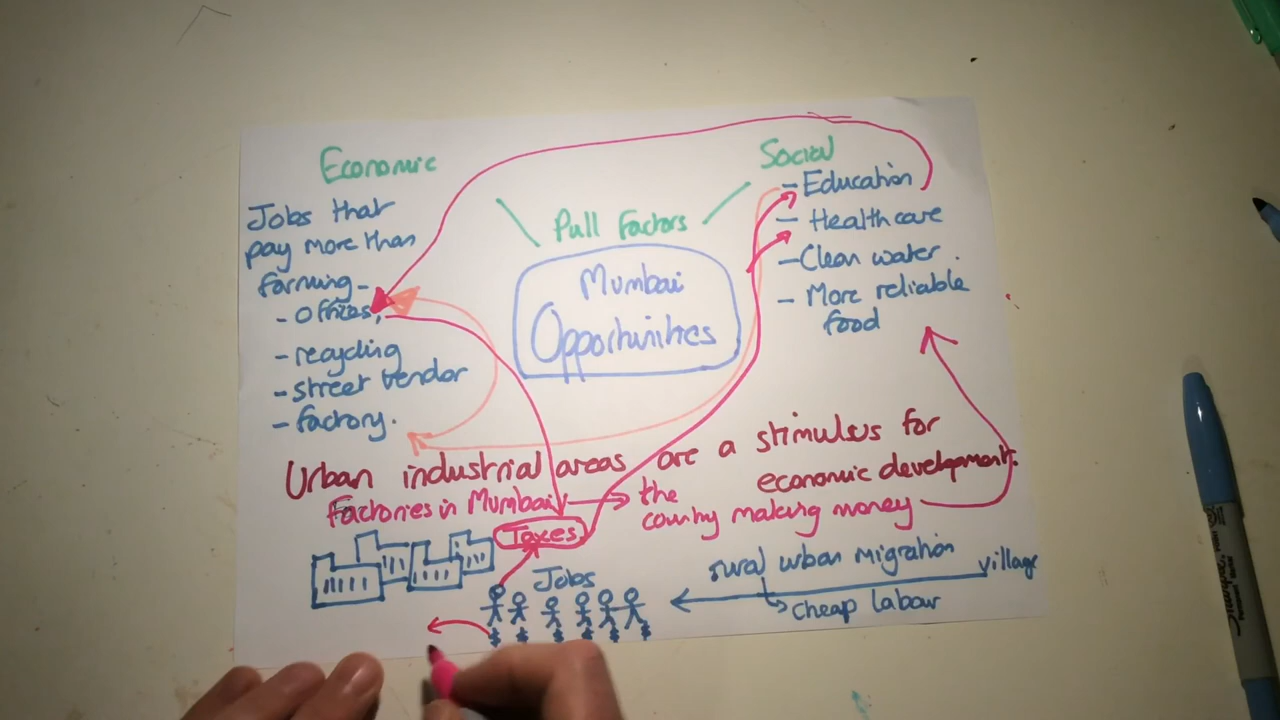 Economic
Jobs that
pay more than
farming-
- offices,
- recycling
- street vendor
- factory.
Pull Factors
Mumbai
Opportunities
Social
- Education
- Healthcare
- Clean water.
- More reliable
food
Urban industrial areas are a stimulus for
economic development.
Factories in Mumbai → the
country making money
Taxes
Jobs
rural urban migration
village
cheap labour
Sharpie